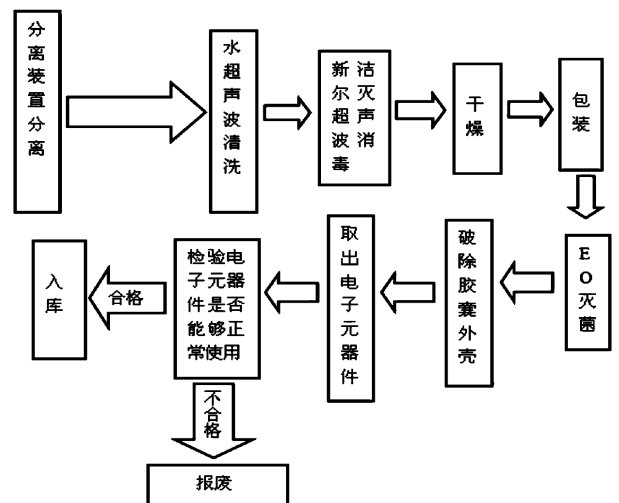 分离装置分离
水超声波清洗
新洁
尔灭
超声
波消
毒
干燥
包装
EO灭菌
破除胶囊外壳
取出电子元器件
检验电
子元器
件是否
能够正
常使用
合格
入库
不合格
报废